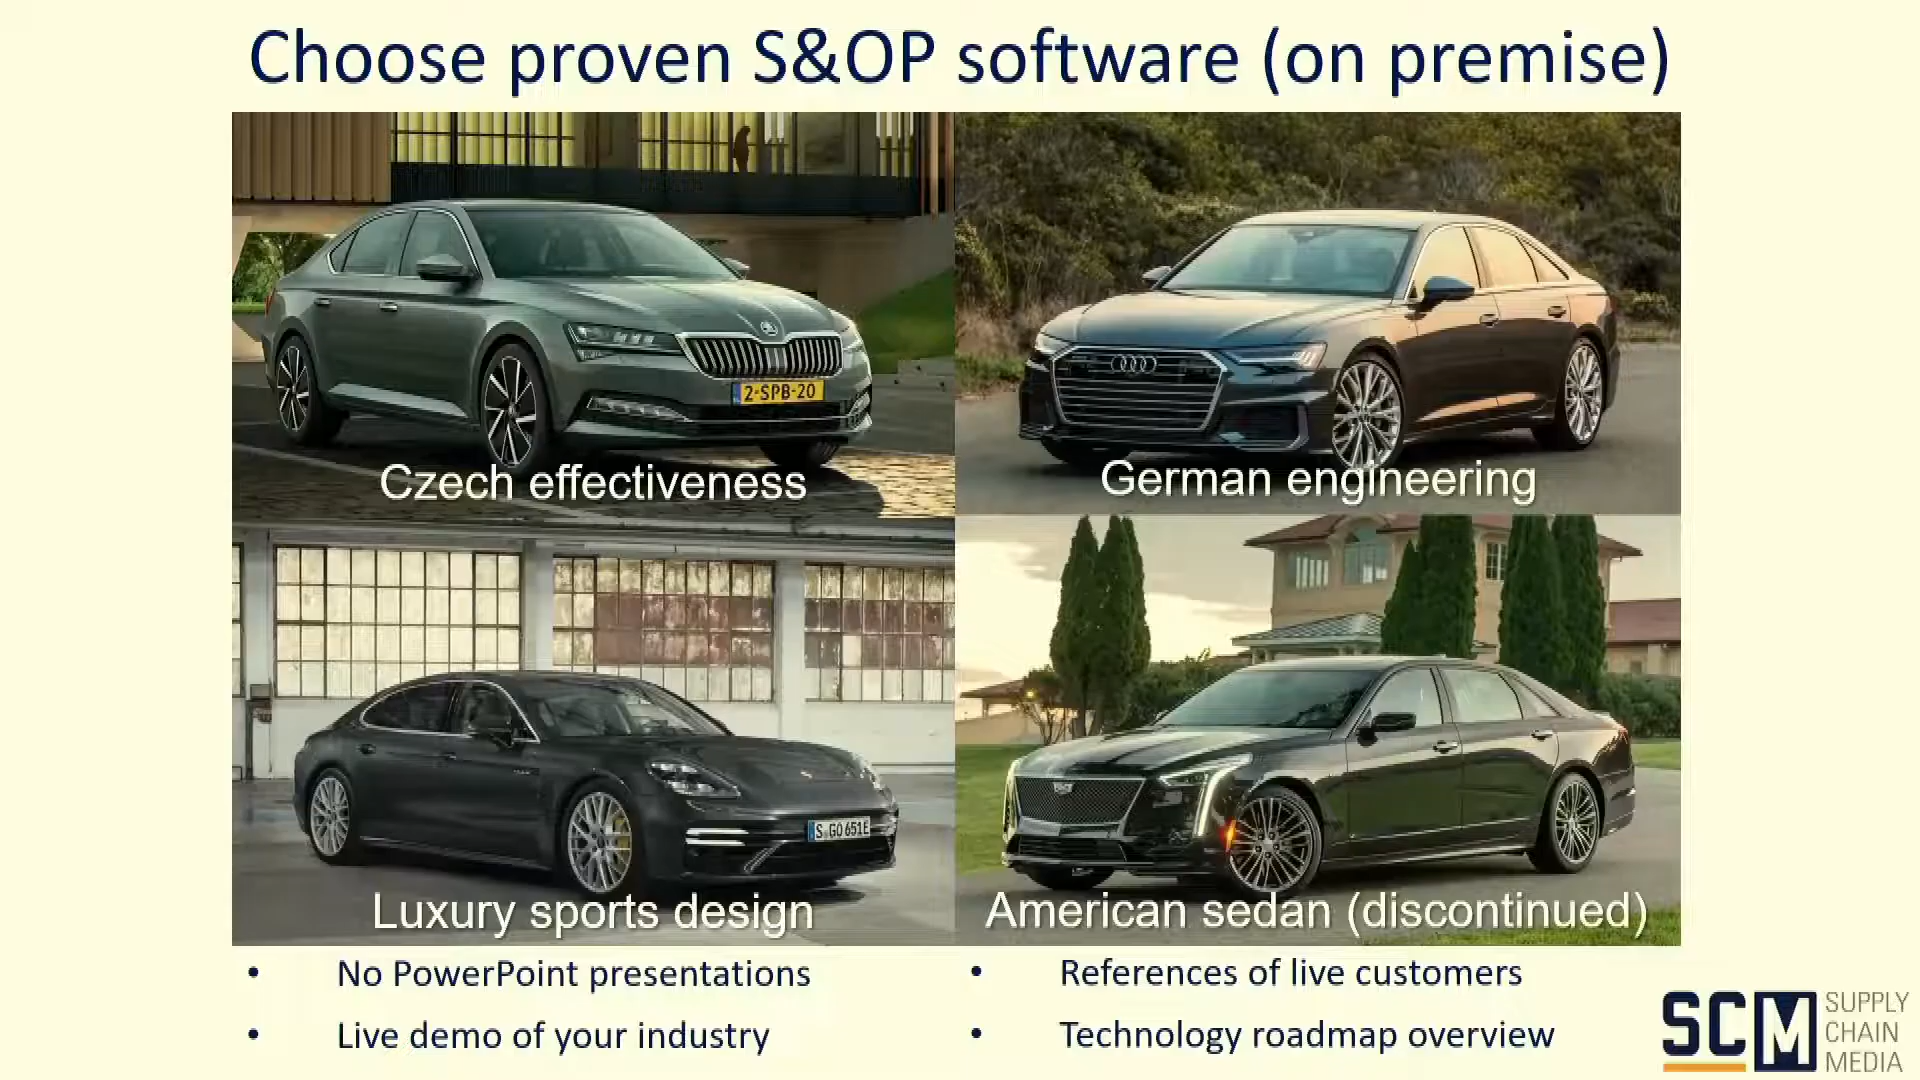 Choose proven S&OP software (on premise)
2-SPB-20
Czech effectiveness
German engineering
S GO 651E
Luxury sports design
American sedan (discontinued)
• No PowerPoint presentations
• Live demo of your industry
• References of live customers
• Technology roadmap overview
SCM SUPPLY
CHAIN
MEDIA